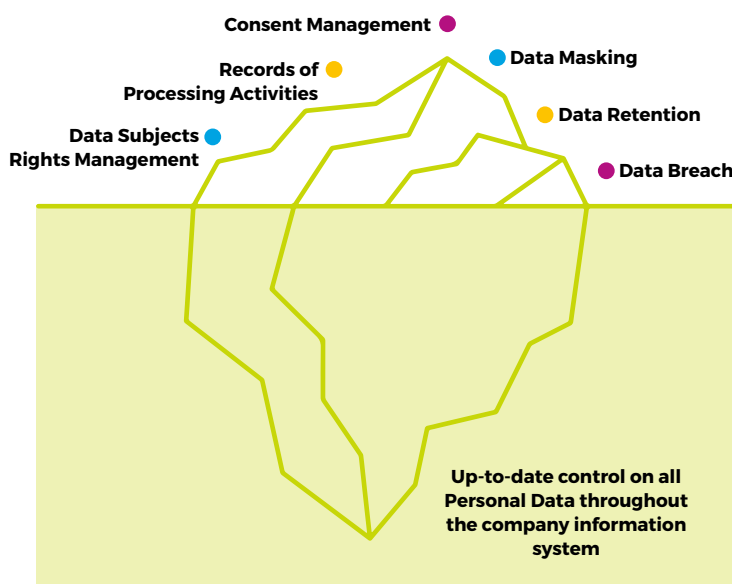 Consent Management
Data Masking
Records of
Processing Activities
Data Retention
Data Subjects
Rights Management
Data Breach
Up-to-date control on all
Personal Data throughout
the company information
system